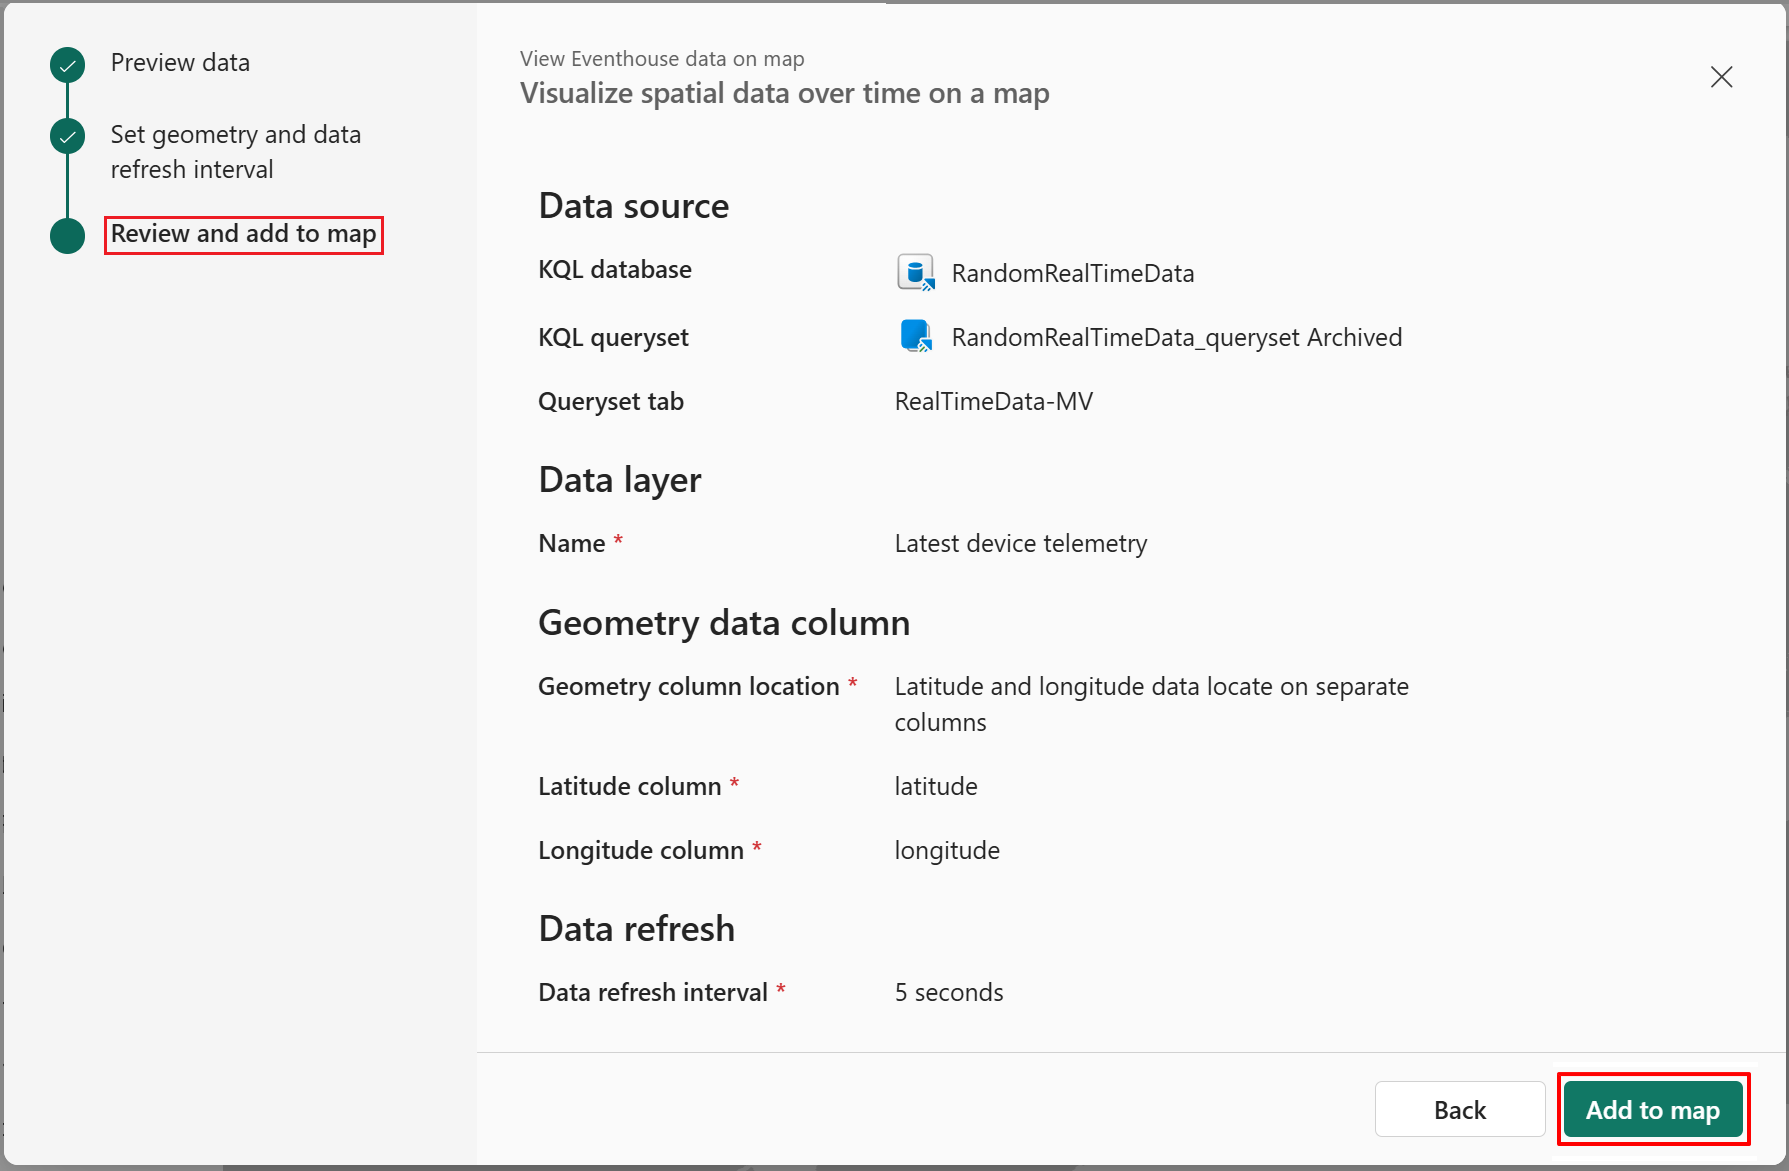 Preview data
Set geometry and data
refresh interval
Review and add to map
View Eventhouse data on map
Visualize spatial data over time on a map
Data source
KQL database RandomRealTimeData
KQL queryset RandomRealTimeData_queryset Archived
Queryset tab RealTimeData-MV
Data layer
Name * Latest device telemetry
Geometry data column
Geometry column location * Latitude and longitude data locate on separate
columns
Latitude column * latitude
Longitude column * longitude
Data refresh
Data refresh interval * 5 seconds
Back Add to map